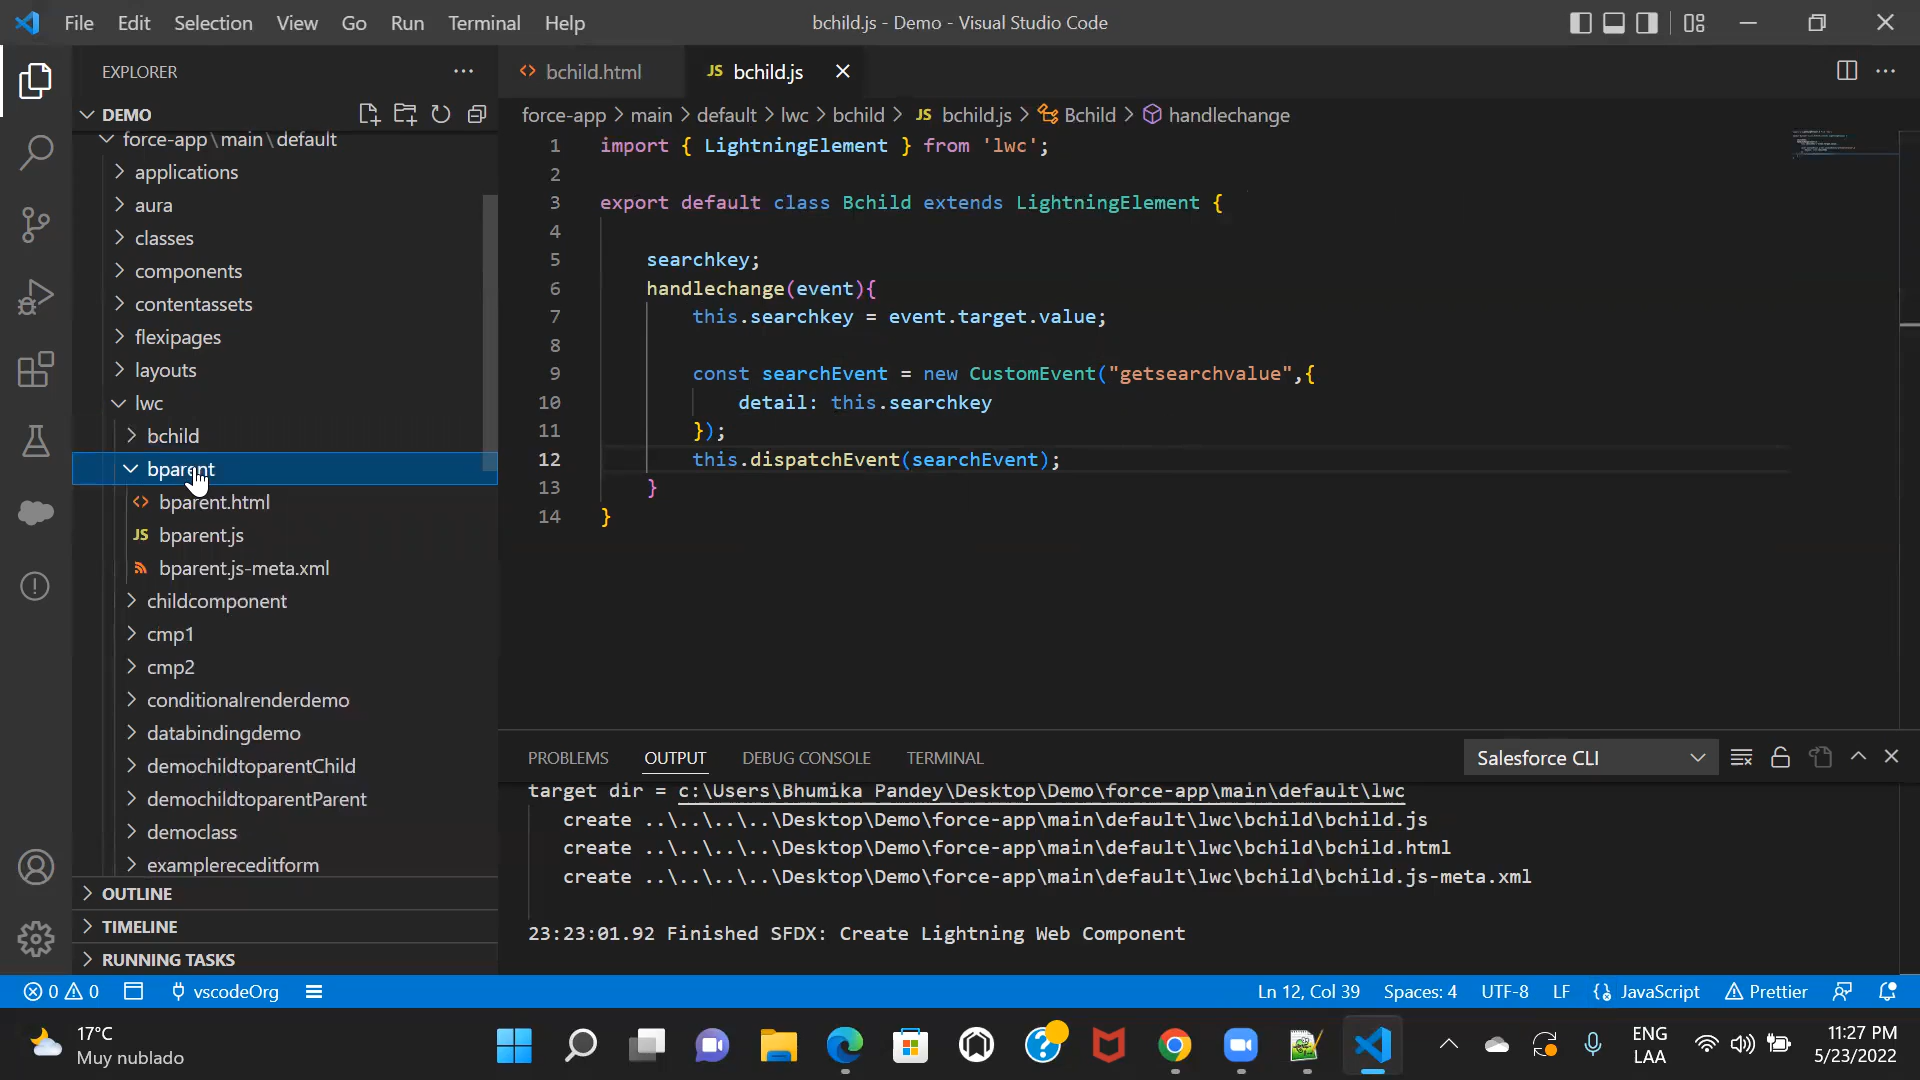 File Edit Selection View Go Run Terminal Help
bchild.js - Demo - Visual Studio Code
EXPLORER
DEMO
force-app\main\default
applications
aura
classes
components
contentassets
flexipages
layouts
lwc
bchild
bparent
bparent.html
JS bparent.js
bparent.js-meta.xml
childcomponent
cmp1
cmp2
conditionalrenderdemo
databindingdemo
demochildtoparentChild
demochildtoparentParent
democlass
examplereceditform
OUTLINE
TIMELINE
RUNNING TASKS
bchild.html
JS bchild.js
force-app > main > default > lwc > bchild > JS bchild.js > Bchild > handlechange
1 import { LightningElement } from 'lwc';
2
3 export default class Bchild extends LightningElement {
4
5 searchkey;
6 handlechange(event){
7 this.searchkey = event.target.value;
8
9 const searchEvent = new CustomEvent("getsearchvalue",{
10 detail: this.searchkey
11 });
12 this.dispatchEvent(searchEvent);
13 }
14 }
PROBLEMS OUTPUT DEBUG CONSOLE TERMINAL
Salesforce CLI
target dir = c:\Users\Bhumika Pandey\Desktop\Demo\force-app\main\default\lwc
create ..\..\..\..\Desktop\Demo\force-app\main\default\lwc\bchild\bchild.js
create ..\..\..\..\Desktop\Demo\force-app\main\default\lwc\bchild\bchild.html
create ..\..\..\..\Desktop\Demo\force-app\main\default\lwc\bchild\bchild.js-meta.xml
23:23:01.92 Finished SFDX: Create Lightning Web Component
0 0 vscodeOrg
Ln 12, Col 39 Spaces: 4 UTF-8 LF JavaScript Prettier
17°C
Muy nublado
ENG
LAA
11:27 PM
5/23/2022